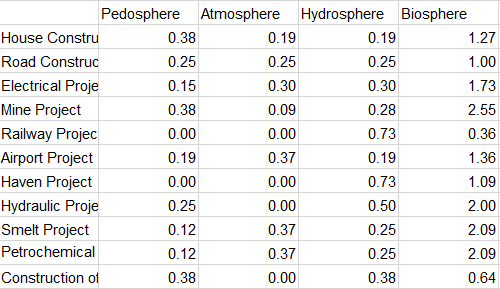 Pedosphere Atmosphere Hydrosphere Biosphere
House Constru 0.38 0.19 0.19 1.27
Road Construc 0.25 0.25 0.25 1.00
Electrical Proje 0.15 0.30 0.30 1.73
Mine Project 0.38 0.09 0.28 2.55
Railway Projec 0.00 0.00 0.73 0.36
Airport Project 0.19 0.37 0.19 1.36
Haven Project 0.00 0.00 0.73 1.09
Hydraulic Proje 0.25 0.00 0.50 2.00
Smelt Project 0.12 0.37 0.25 2.09
Petrochemical 0.12 0.37 0.25 2.09
Construction of 0.38 0.00 0.38 0.64